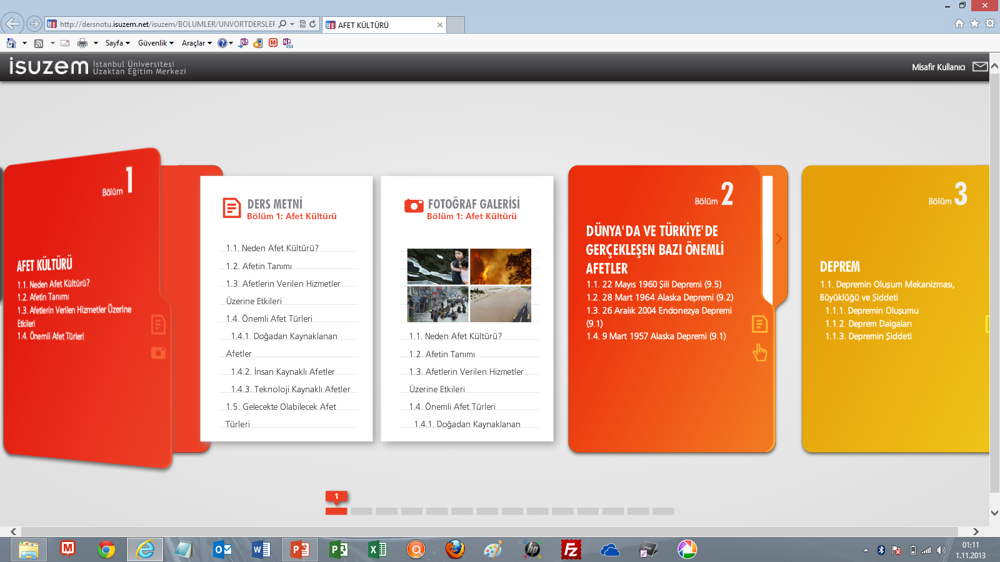 http://dersnotu.isuzem.net/isuzem/BOLUMLER/UNVORTDERSLEF
AFET KÜLTÜRÜ
Sayfa
Güvenlik
Araçlar
isuzem
İstanbul Üniversitesi
Uzaktan Eğitim Merkezi
Misafir Kullanıcı
Bölüm 1
AFET KÜLTÜRÜ
1.1. Neden Afet Kültürü?
1.2. Afetin Tanımı
1.3. Afetlerin Verilen Hizmetler Üzerine
Etkileri
1.4. Önemli Afet Türleri
DERS METNİ
Bölüm 1: Afet Kültürü
1.1. Neden Afet Kültürü?
1.2. Afetin Tanımı
1.3. Afetlerin Verilen Hizmetler
Üzerine Etkileri
1.4. Önemli Afet Türleri
1.4.1. Doğadan Kaynaklanan
Afetler
1.4.2. İnsan Kaynaklı Afetler
1.4.3. Teknoloji Kaynaklı Afetler
1.5. Gelecekte Olabilecek Afet
Türleri
FOTOĞRAF GALERİSİ
Bölüm 1: Afet Kültürü
1.1. Neden Afet Kültürü?
1.2. Afetin Tanımı
1.3. Afetlerin Verilen Hizmetler
Üzerine Etkileri
1.4. Önemli Afet Türleri
1.4.1. Doğadan Kaynaklanan
Bölüm 2
DÜNYA'DA VE TÜRKİYE'DE
GERÇEKLEŞEN BAZI ÖNEMLİ
AFETLER
1.1. 22 Mayıs 1960 Şili Depremi (9.5)
1.2. 28 Mart 1964 Alaska Depremi (9.2)
1.3. 26 Aralık 2004 Endonezya Depremi
(9.1)
1.4. 9 Mart 1957 Alaska Depremi (9.1)
Bölüm 3
DEPREM
1.1. Depremin Oluşum Mekanizması,
Büyüklüğü ve Şiddeti
1.1.1. Depremin Oluşumu
1.1.2. Deprem Dalgaları
1.1.3. Depremin Şiddeti
1
01:11
1.11.2013